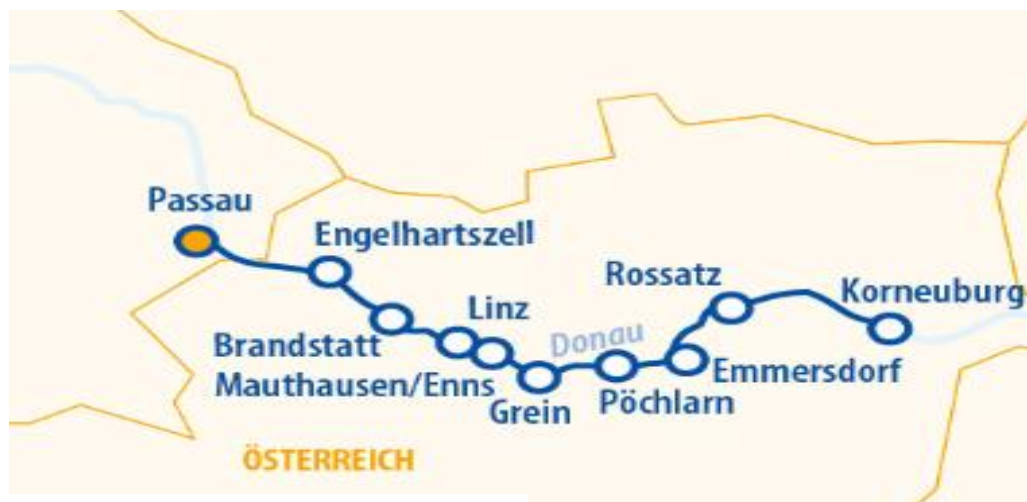 Passau
Engelhartszell
Rossatz
Korneuburg
Linz
Donau
Brandstatt
Emmersdorf
Mauthausen/Enns
Pöchlarn
Grein
ÖSTERREICH